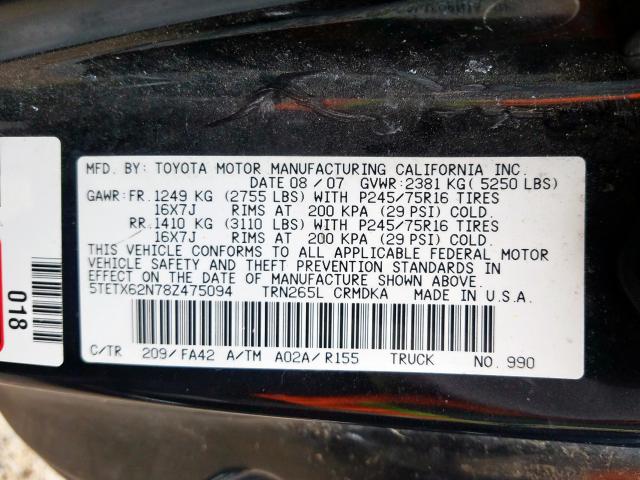 MFD. BY: TOYOTA MOTOR MANUFACTURING CALIFORNIA INC.
DATE 08 / 07 GVWR: 2381 KG ( 5250 LBS)
GAWR: FR. 1249 KG (2755 LBS) WITH P245/75R16 TIRES
16X7J RIMS AT 200 KPA (29 PSI) COLD.
RR. 1410 KG (3110 LBS) WITH P245/75R16 TIRES
16X7J RIMS AT 200 KPA (29 PSI) COLD.
THIS VEHICLE CONFORMS TO ALL APPLICABLE FEDERAL MOTOR
VEHICLE SAFETY AND THEFT PREVENTION STANDARDS IN
EFFECT ON THE DATE OF MANUFACTURE SHOWN ABOVE.
5TETX62N78Z475094 TRN265L CRMDKA MADE IN U.S.A.
C/TR 209/FA42 A/TM A02A/R155 TRUCK NO. 990
018